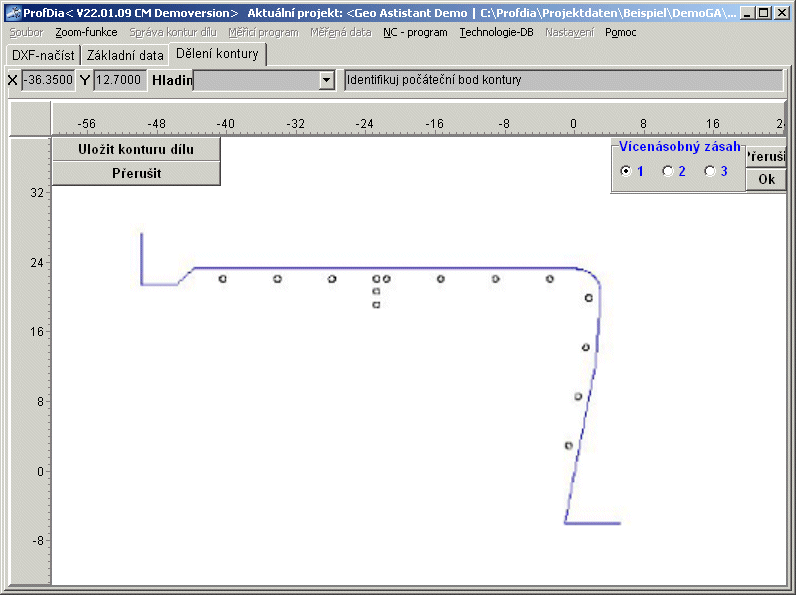 ProfDia< V22.01.09 CM Demoversion>   Aktuální projekt: <Geo Astistant Demo | C:\Profdia\Projektdaten\Beispiel\DemoGA\...
Soubor Zoom-funkce Správa kontur dílu Měřicí program Měřená data NC - program Technologie-DB Nastavení Pomoc
DXF-načíst Základní data Dělení kontury
X -36.3500 Y 12.7000 Hladin Identifikuj počáteční bod kontury
-56 -48 -40 -32 -24 -16 -8 0 8 16 2
Uložit konturu dílu
Přerušit
Vícenásobný zásah
1 2 3
Přeruši
Ok
32
24
16
8
0
-8